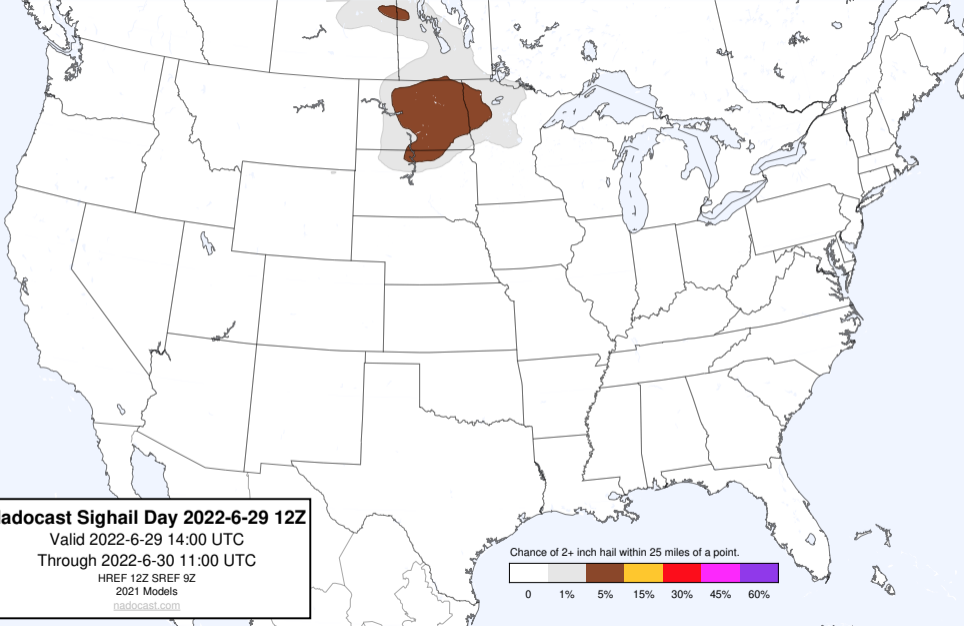 adocast Sighail Day 2022-6-29 12Z
Valid 2022-6-29 14:00 UTC
Through 2022-6-30 11:00 UTC
HREF 12Z SREF 9Z
2021 Models
nadocast.com
Chance of 2+ inch hail within 25 miles of a point.
0 1% 5% 15% 30% 45% 60%